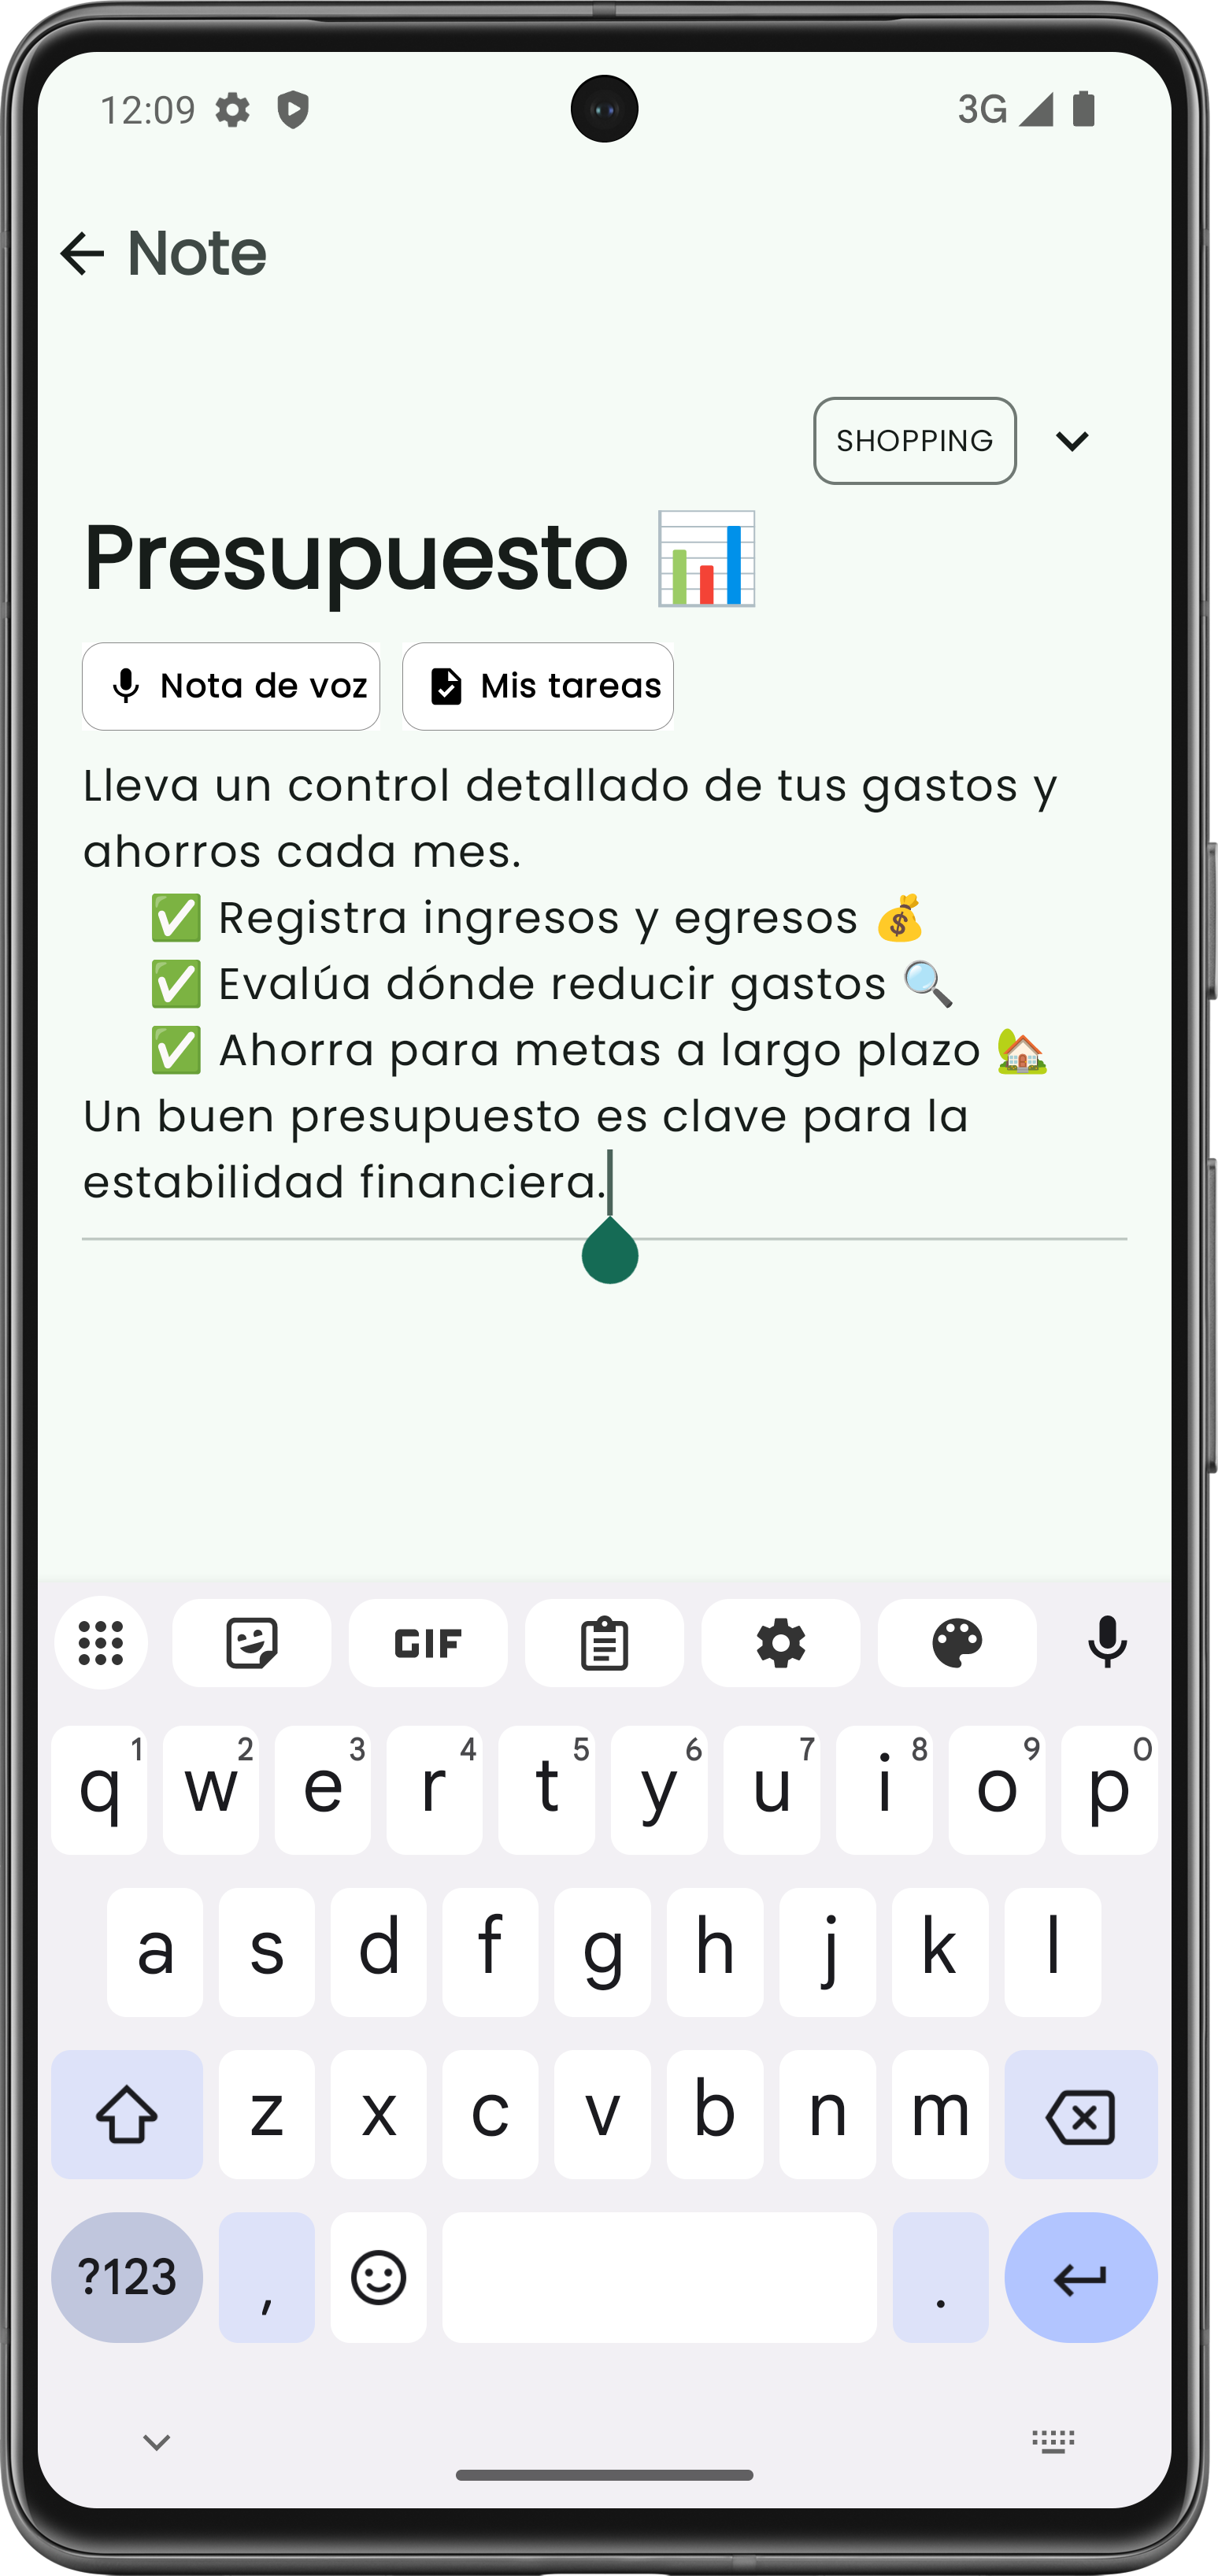 12:09 3G
Note
SHOPPING
Presupuesto 📊
Nota de voz Mis tareas
Lleva un control detallado de tus gastos y
ahorros cada mes.
✅ Registra ingresos y egresos 💰
✅ Evalúa dónde reducir gastos 🔍
✅ Ahorra para metas a largo plazo 🏡
Un buen presupuesto es clave para la
estabilidad financiera.
GIF
q 1 w 2 e 3 r 4 t 5 y 6 u 7 i 8 o 9 p 0
a s d f g h j k l
z x c v b n m
?123 , .